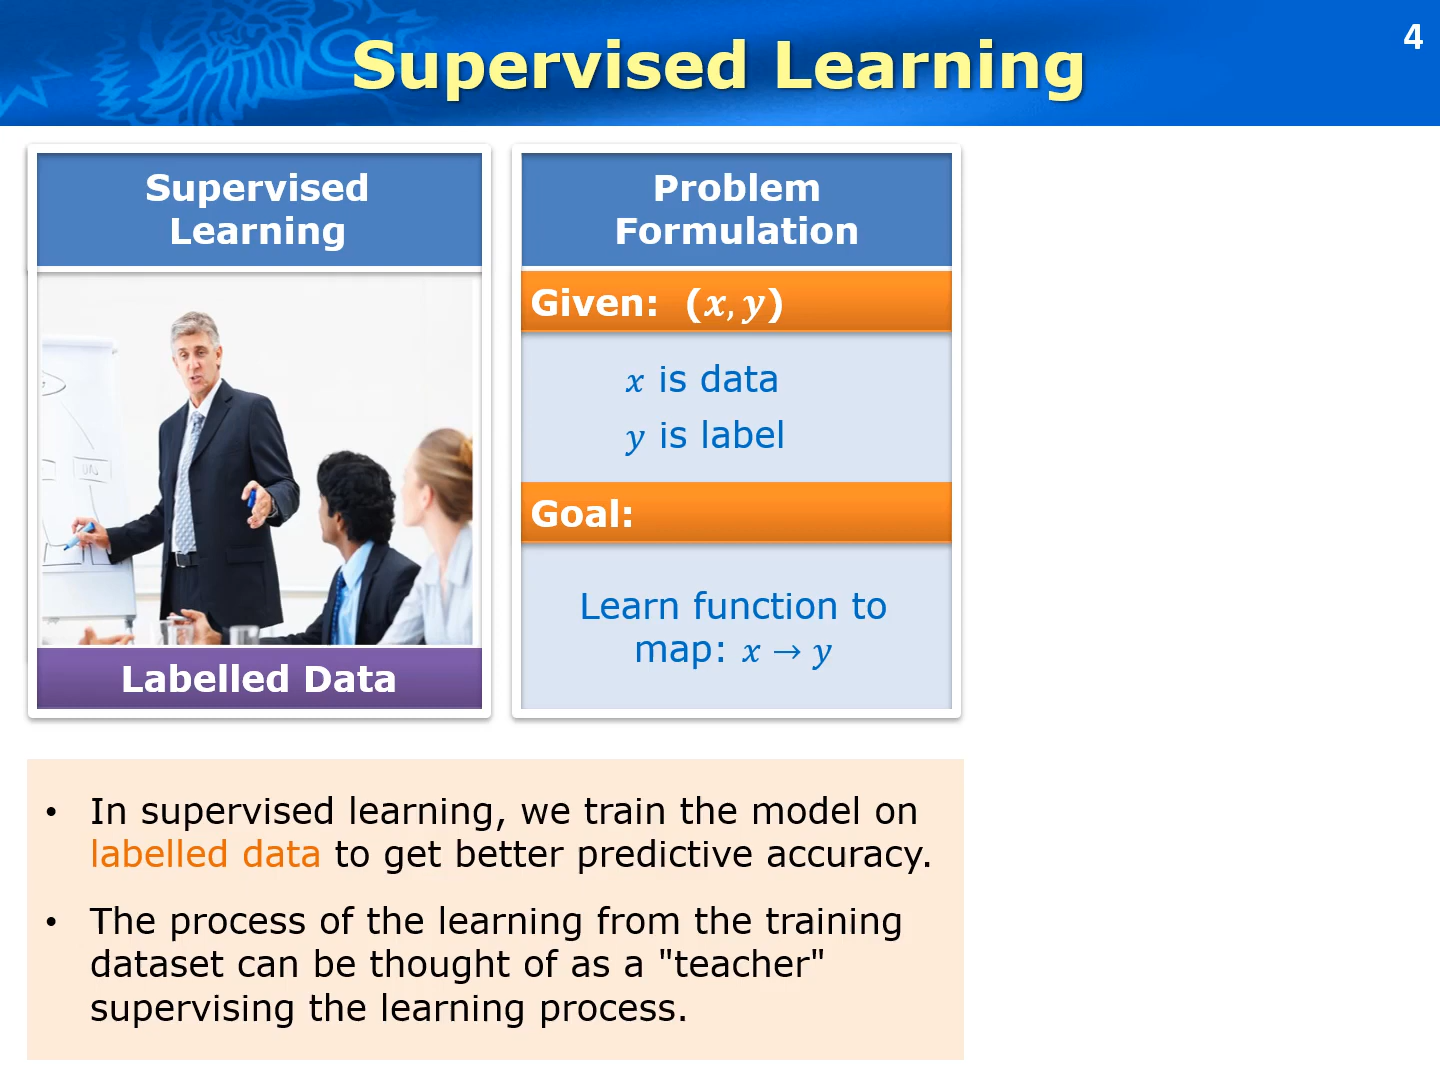 Supervised Learning
4
Supervised
Learning
Labelled Data
Problem
Formulation
Given: (x, y)
x is data
y is label
Goal:
Learn function to
map: x → y
• In supervised learning, we train the model on
labelled data to get better predictive accuracy.
• The process of the learning from the training
dataset can be thought of as a "teacher"
supervising the learning process.